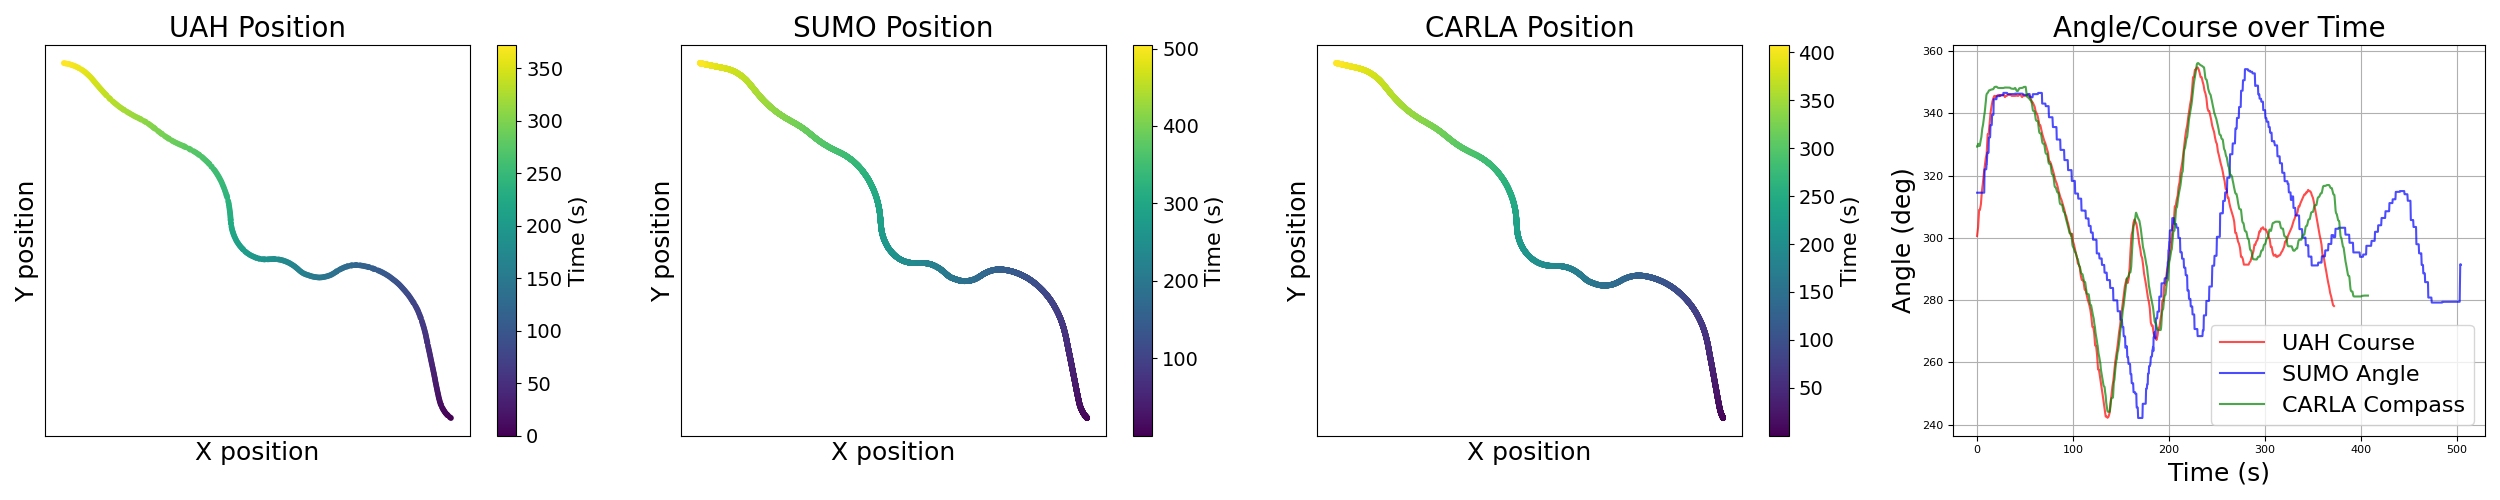 UAH Position
Y position
X position
350
300
250
200
150
100
50
0
Time (s)
SUMO Position
Y position
X position
500
400
300
200
100
Time (s)
CARLA Position
Y position
X position
400
350
300
250
200
150
100
50
Time (s)
Angle/Course over Time
Angle (deg)
360
340
320
300
280
260
240
0 100 200 300 400 500
Time (s)
UAH Course
SUMO Angle
CARLA Compass